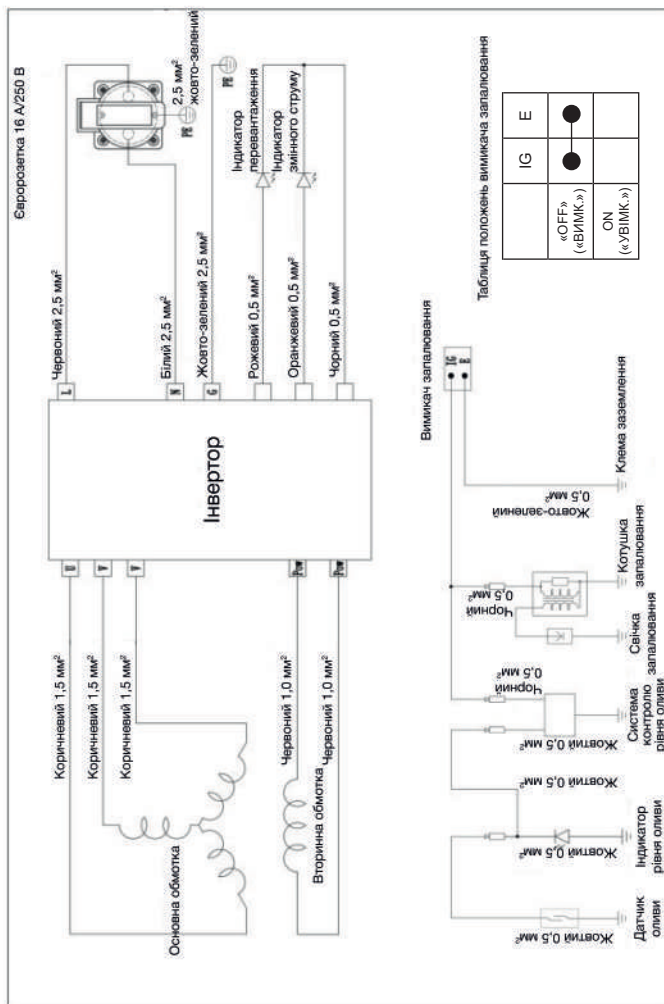 Євророзетка 16 А/250 В
Червоний 2,5 мм²
L
2,5 мм²
жовто-зелений
PE
Білий 2,5 мм²
N
Жовто-зелений 2,5 мм²
G
PE
Рожевий 0,5 мм²
Індикатор
перевантаження
Оранжевий 0,5 мм²
Індикатор
змінного струму
Чорний 0,5 мм²
Інвертор
U
V
Pow
Pow
Коричневий 1,5 мм²
Коричневий 1,5 мм²
Коричневий 1,5 мм²
Основна обмотка
Червоний 1,0 мм²
Вторинна обмотка
Червоний 1,0 мм²
Таблиця положень вимикача запалювання
IG E
«OFF»
(«ВИМК.»)
ON
(«УВІМК.»)
Вимикач запалювання
Жовто-зелений
0,5 мм²
Клема заземлення
Чорний
0,5 мм²
Котушка
запалювання
Свічка
запалювання
Чорний
0,5 мм²
Жовтий 0,5 мм²
Система
контролю
рівня оливи
Жовтий 0,5 мм²
Жовтий 0,5 мм²
Індикатор
рівня оливи
Жовтий 0,5 мм²
Датчик
оливи